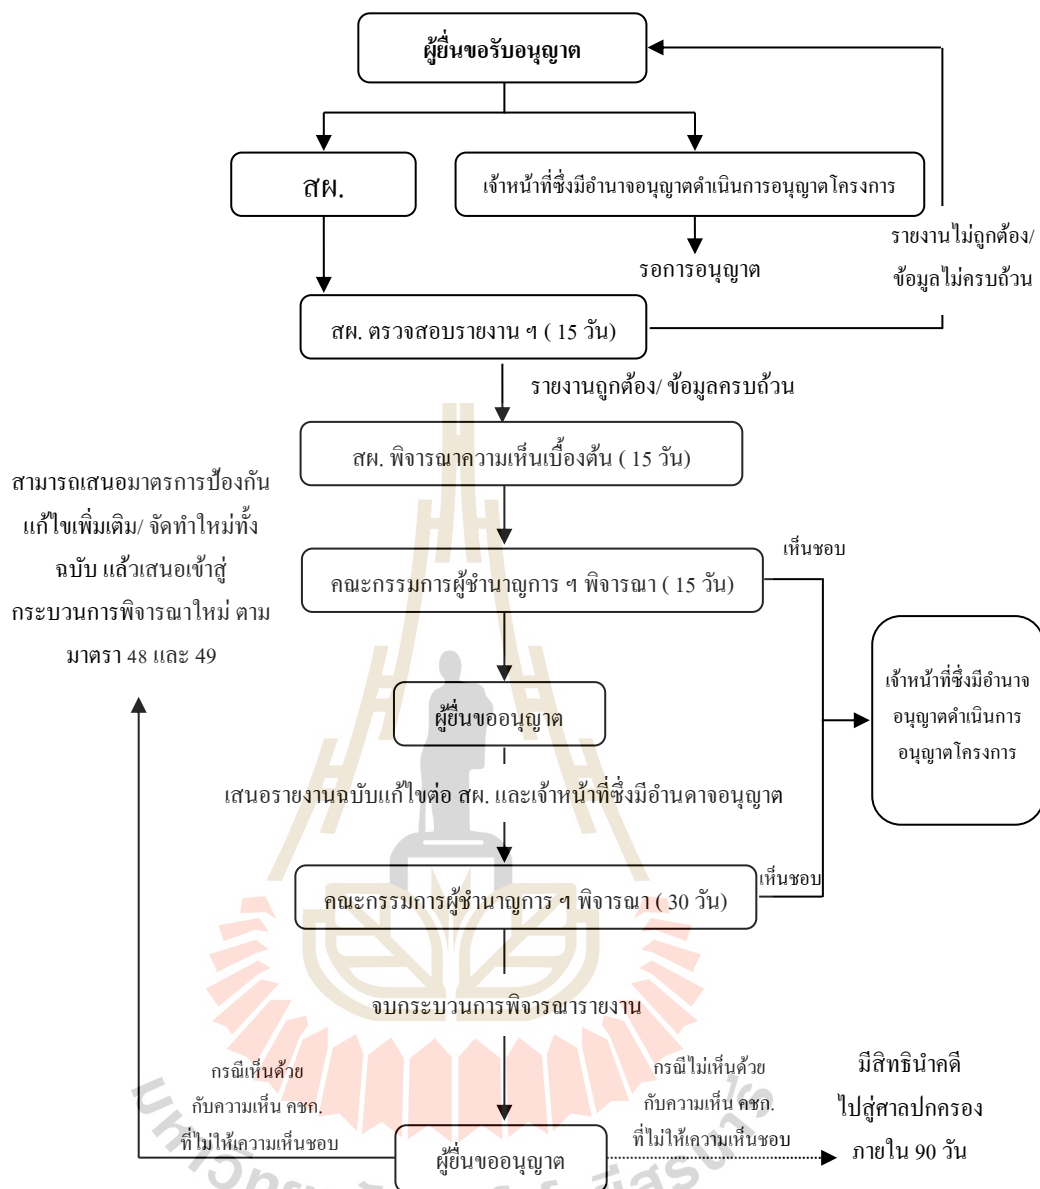 ผู้ยื่นขอรับอนุญาต
สผ.
เจ้าหน้าที่ซึ่งมีอำนาจอนุญาตดำเนินการอนุญาตโครงการ
รายงานไม่ถูกต้อง/
ข้อมูลไม่ครบถ้วน
รอการอนุญาต
สผ. ตรวจสอบรายงาน ฯ ( 15 วัน)
รายงานถูกต้อง/ ข้อมูลครบถ้วน
สผ. พิจารณาความเห็นเบื้องต้น ( 15 วัน)
สามารถเสนอมาตรการป้องกัน
แก้ไขเพิ่มเติม/ จัดทำใหม่ทั้ง
ฉบับ แล้วเสนอเข้าสู่
กระบวนการพิจารณาใหม่ ตาม
มาตรา 48 และ 49
เห็นชอบ
คณะกรรมการผู้ชำนาญการ ฯ พิจารณา ( 15 วัน)
เจ้าหน้าที่ซึ่งมีอำนาจ
อนุญาตดำเนินการ
อนุญาตโครงการ
ผู้ยื่นขออนุญาต
เสนอรายงานฉบับแก้ไขต่อ สผ. และเจ้าหน้าที่ซึ่งมีอำนดาจอนุญาต
เห็นชอบ
คณะกรรมการผู้ชำนาญการ ฯ พิจารณา ( 30 วัน)
จบกระบวนการพิจารณารายงาน
กรณีเห็นด้วย
กับความเห็น คชก.
ที่ไม่ให้เความเห็นชอบ
กรณีไม่เห็นด้วย
กับความเห็น คชก.
ที่ไม่ให้เความเห็นชอบ
มีสิทธินำคดี
ไปสู่ศาลปกครอง
ภายใน 90 วัน
ผู้ยื่นขออนุญาต